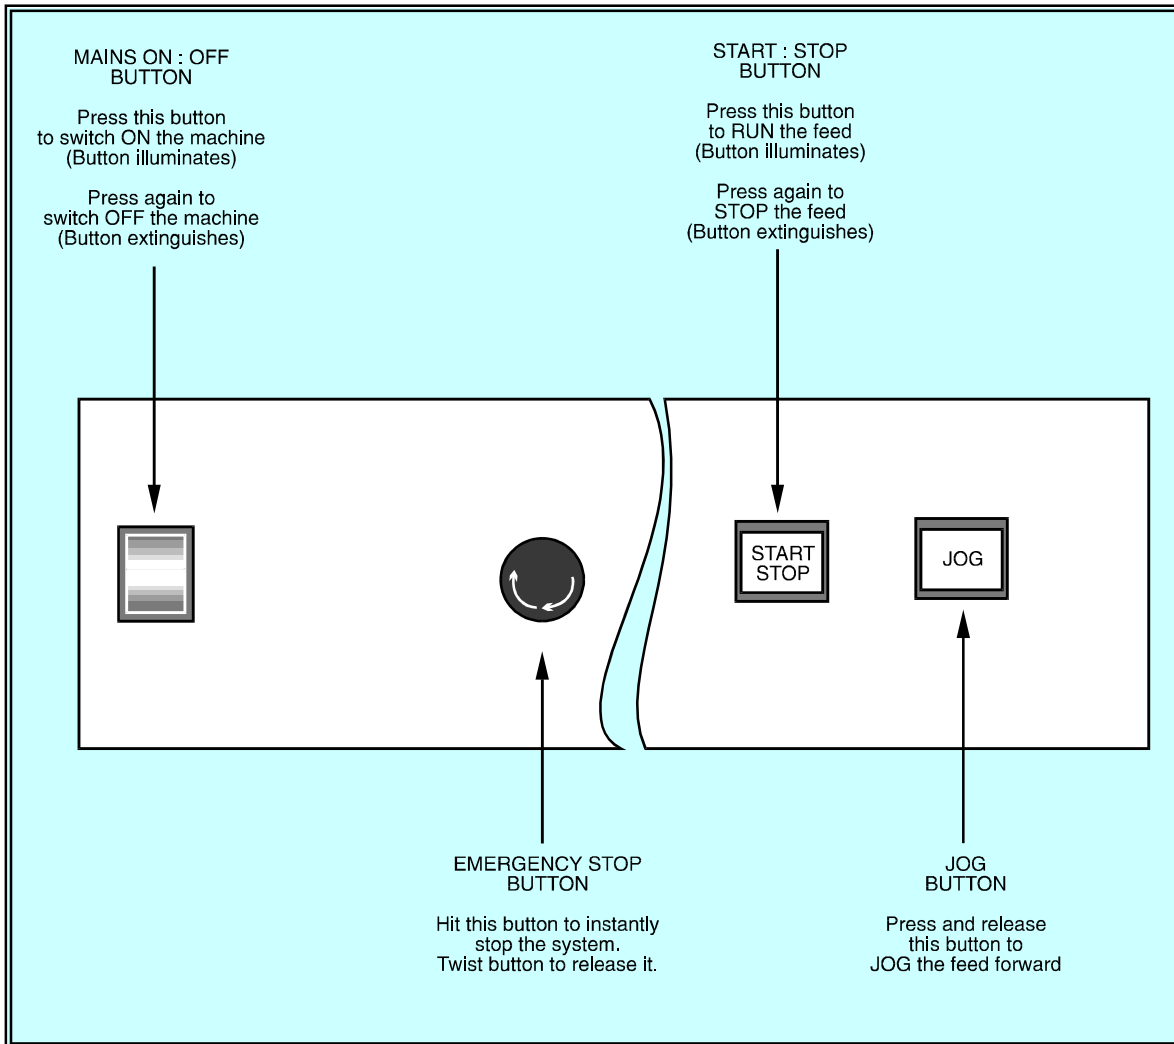 MAINS ON : OFF
BUTTON
Press this button
to switch ON the machine
(Button illuminates)
Press again to
switch OFF the machine
(Button extinguishes)
START : STOP
BUTTON
Press this button
to RUN the feed
(Button illuminates)
Press again to
STOP the feed
(Button extinguishes)
START
STOP
JOG
EMERGENCY STOP
BUTTON
Hit this button to instantly
stop the system.
Twist button to release it.
JOG
BUTTON
Press and release
this button to
JOG the feed forward